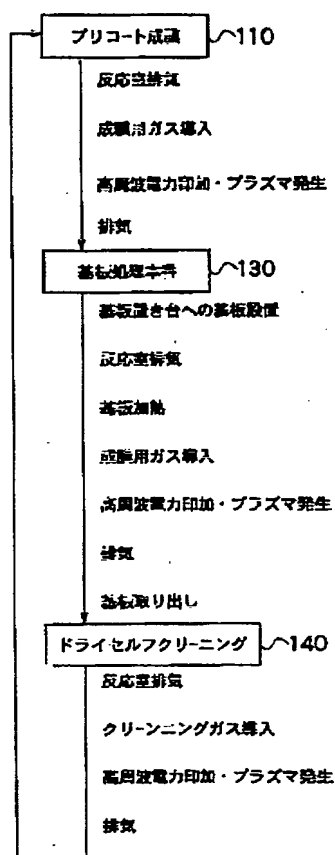 プリコート成膜 110
反応室排気
成膜用ガス導入
高周波電力印加・プラズマ発生
排気
基板処理本科 130
基板置き台への基板設置
反応室排気
基板加熱
成膜用ガス導入
高周波電力印加・プラズマ発生
排気
基板取り出し
ドライセルフクリーニング 140
反応室排気
クリーンニングガス導入
高周波電力印加・プラズマ発生
排気